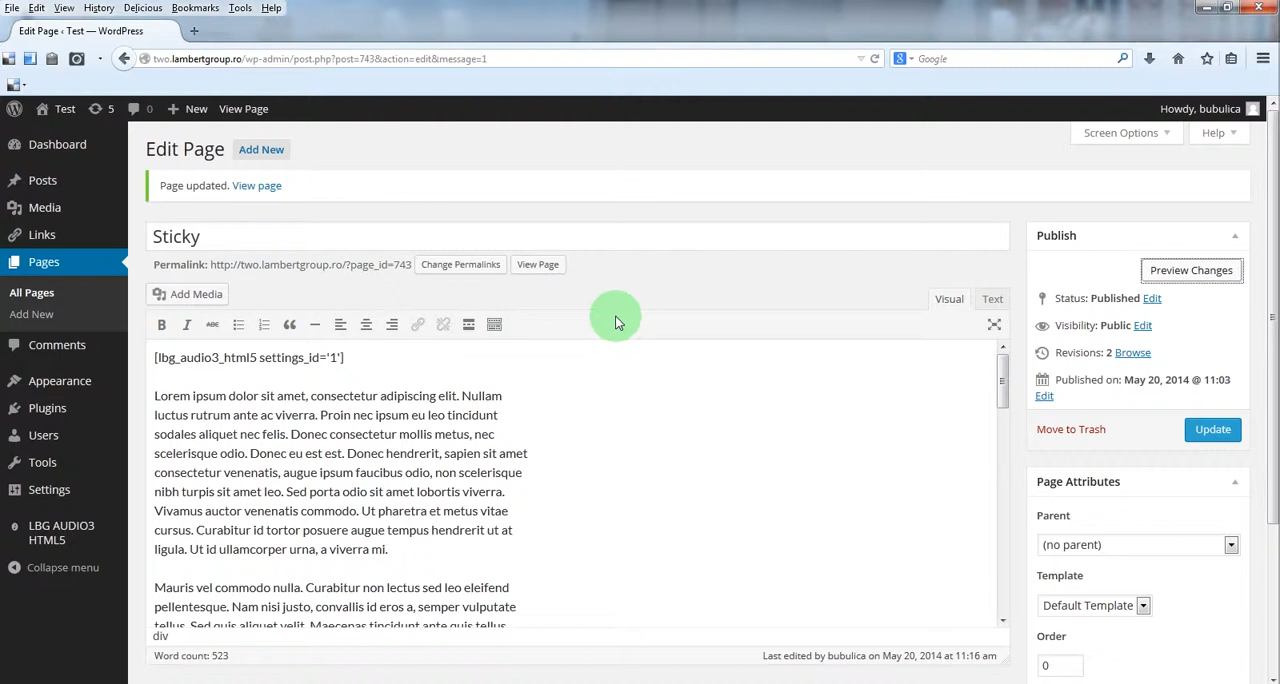 File Edit View History Delicious Bookmarks Tools Help
Edit Page ‹ Test — WordPress
two.lambertgroup.ro/wp-admin/post.php?post=743&action=edit&message=1
Google
Test 5 0 New View Page
Howdy, bubulica
Dashboard
Posts
Media
Links
Pages
All Pages
Add New
Comments
Appearance
Plugins
Users
Tools
Settings
LBG AUDIO3
HTML5
Collapse menu
Screen Options
Help
Edit Page Add New
Page updated. View page
Sticky
Permalink: http://two.lambertgroup.ro/?page_id=743 Change Permalinks View Page
Add Media
Visual Text
B I ABC
[lbg_audio3_html5 settings_id='1']
Lorem ipsum dolor sit amet, consectetur adipiscing elit. Nullam
luctus rutrum ante ac viverra. Proin nec ipsum eu leo tincidunt
sodales aliquet nec felis. Donec consectetur mollis metus, nec
scelerisque odio. Donec eu est est. Donec hendrerit, sapien sit amet
consectetur venenatis, augue ipsum faucibus odio, non scelerisque
nibh turpis sit amet leo. Sed porta odio sit amet lobortis viverra.
Vivamus auctor venenatis commodo. Ut pharetra et metus vitae
cursus. Curabitur id tortor posuere augue tempus hendrerit ut at
ligula. Ut id ullamcorper urna, a viverra mi.
Mauris vel commodo nulla. Curabitur non lectus sed leo eleifend
pellentesque. Nam nisi justo, convallis id eros a, semper vulputate
tellus. Sed quis aliquet velit. Maecenas tincidunt ante quis tellus
div
Word count: 523
Last edited by bubulica on May 20, 2014 at 11:16 am
Publish
Preview Changes
Status: Published Edit
Visibility: Public Edit
Revisions: 2 Browse
Published on: May 20, 2014 @ 11:03
Edit
Move to Trash
Update
Page Attributes
Parent
(no parent)
Template
Default Template
Order
0